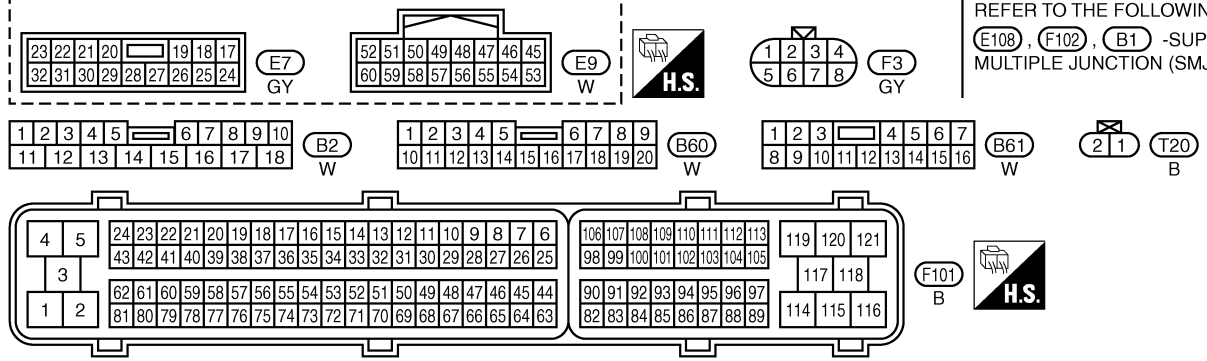 REFER TO THE FOLLOWIN
E108 , F102 , B1 -SUP
MULTIPLE JUNCTION (SMJ
23 22 21 20 19 18 17
32 31 30 29 28 27 26 25 24
E7
GY
52 51 50 49 48 47 46 45
60 59 58 57 56 55 54 53
E9
W
H.S.
1 2 3 4
5 6 7 8
F3
GY
1 2 3 4 5 6 7 8 9 10
11 12 13 14 15 16 17 18
B2
W
1 2 3 4 5 6 7 8 9
10 11 12 13 14 15 16 17 18 19 20
B60
W
1 2 3 4 5 6 7
8 9 10 11 12 13 14 15 16
B61
W
2 1
T20
B
4 5
3
1 2
24 23 22 21 20 19 18 17 16 15 14 13 12 11 10 9 8 7 6
43 42 41 40 39 38 37 36 35 34 33 32 31 30 29 28 27 26 25
62 61 60 59 58 57 56 55 54 53 52 51 50 49 48 47 46 45 44
81 80 79 78 77 76 75 74 73 72 71 70 69 68 67 66 65 64 63
106 107 108 109 110 111 112 113
98 99 100 101 102 103 104 105
90 91 92 93 94 95 96 97
82 83 84 85 86 87 88 89
119 120 121
117 118
114 115 116
F101
B
H.S.